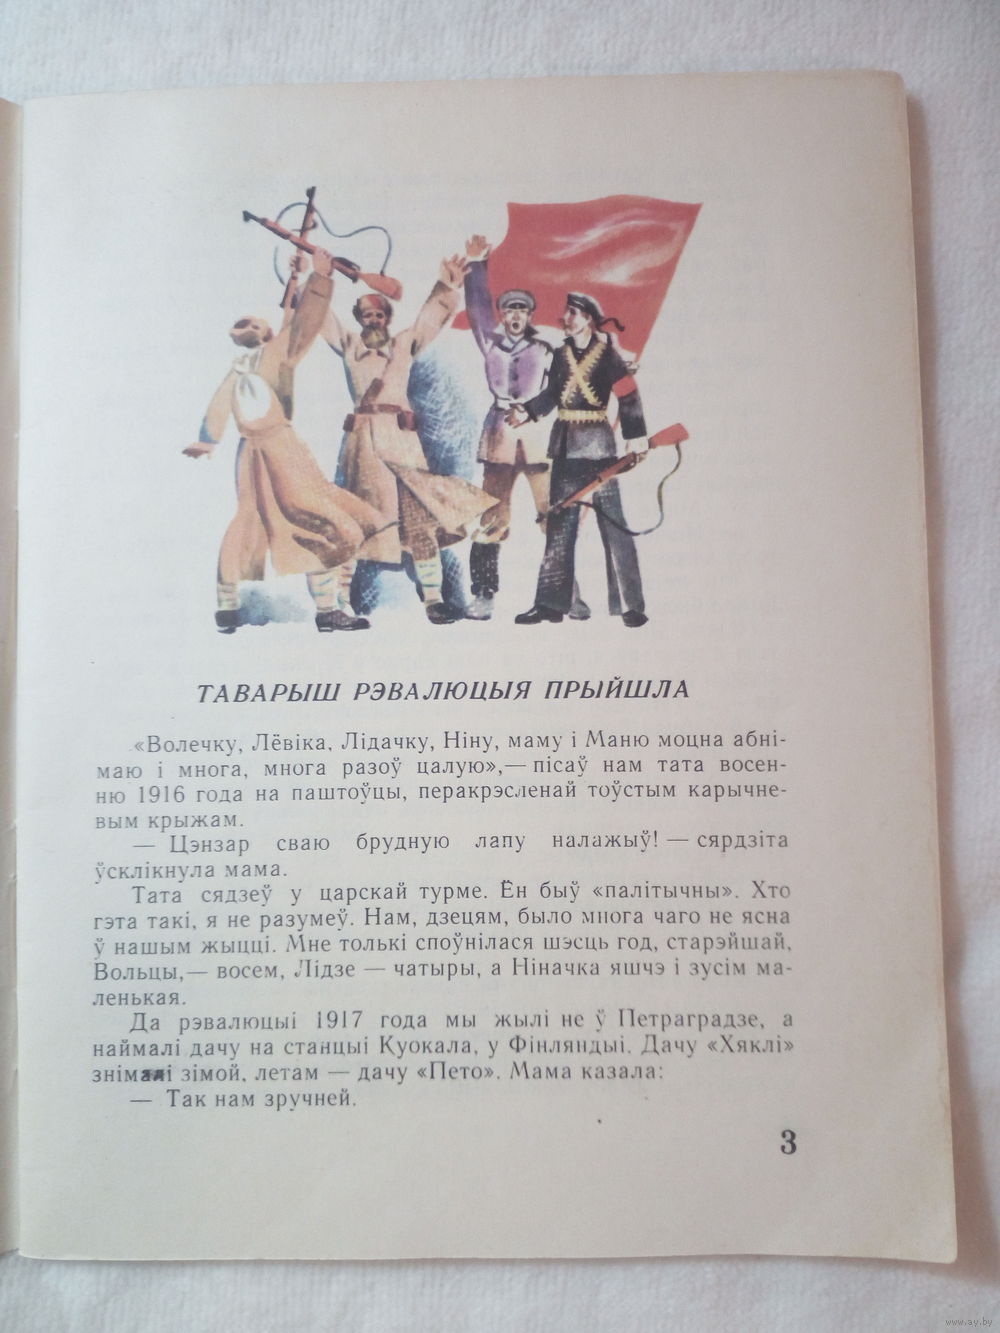 ТАВАРЫШ РЭВАЛЮЦЫЯ ПРЫЙШЛА
«Волечку, Лёвіка, Лідачку, Ніну, маму і Маню моцна абні-
маю і многа, многа разоў цалую»,— пісаў нам тата восен-
ню 1916 года на паштоўцы, перакрэсленай тоўстым карычне-
вым крыжам.
— Цэнзар сваю брудную лапу налажыў! — сярдзіта
ўсклікнула мама.
Тата сядзеў у царскай турме. Ён быў «палітычны». Хто
гэта такі, я не разумеў. Нам, дзецям, было многа чаго не ясна
ў нашым жыцці. Мне толькі споўнілася шэсць год, старэйшай,
Вольцы,— восем, Лідзе — чатыры, а Ніначка яшчэ і зусім ма-
ленькая.
Да рэвалюцыі 1917 года мы жылі не ў Петраградзе, а
наймалі дачу на станцыі Куокала, у Фінляндыі. Дачу «Хяклі»
знімалі зімой, летам — дачу «Пето». Мама казала:
— Так нам зручней.
3
www.ay.by